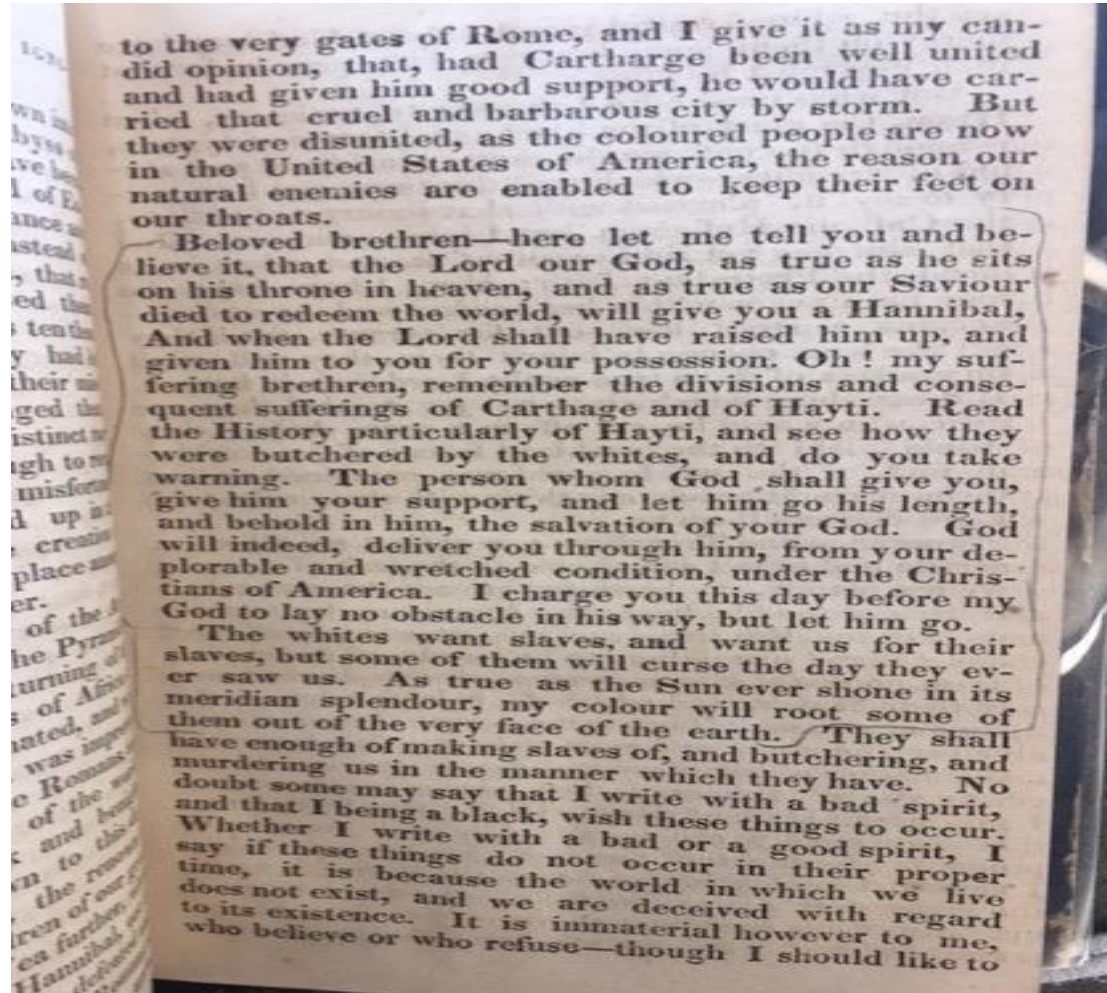 to the very gates of Rome, and I give it as my can-
did opinion, that, had Cartharge been well united
and had given him good support, he would have car-
ried that cruel and barbarous city by storm. But
they were disunited, as the coloured people are now
in the United States of America, the reason our
natural enemies are enabled to keep their feet on
our throats.
Beloved brethren—here let me tell you and be-
lieve it, that the Lord our God, as true as he sits
on his throne in heaven, and as true as our Saviour
died to redeem the world, will give you a Hannibal,
And when the Lord shall have raised him up, and
given him to you for your possession. Oh! my suf-
fering brethren, remember the divisions and conse-
quent sufferings of Carthage and of Hayti. Read
the History particularly of Hayti, and see how they
were butchered by the whites, and do you take
warning. The person whom God shall give you,
give him your support, and let him go his length,
and behold in him, the salvation of your God. God
will indeed, deliver you through him, from your de-
plorable and wretched condition, under the Chris-
tians of America. I charge you this day before my
God to lay no obstacle in his way, but let him go.
The whites want slaves, and want us for their
slaves, but some of them will curse the day they ev-
er saw us. As true as the Sun ever shone in its
meridian splendour, my colour will root some of
them out of the very face of the earth. They shall
have enough of making slaves of, and butchering, and
murdering us in the manner which they have. No
doubt some may say that I write with a bad spirit,
and that I being a black, wish these things to occur.
Whether I write with a bad or a good spirit, I
say if these things do not occur in their proper
time, it is because the world in which we live
does not exist, and we are deceived with regard
to its existence. It is immaterial however to me,
who believe or who refuse—though I should like to